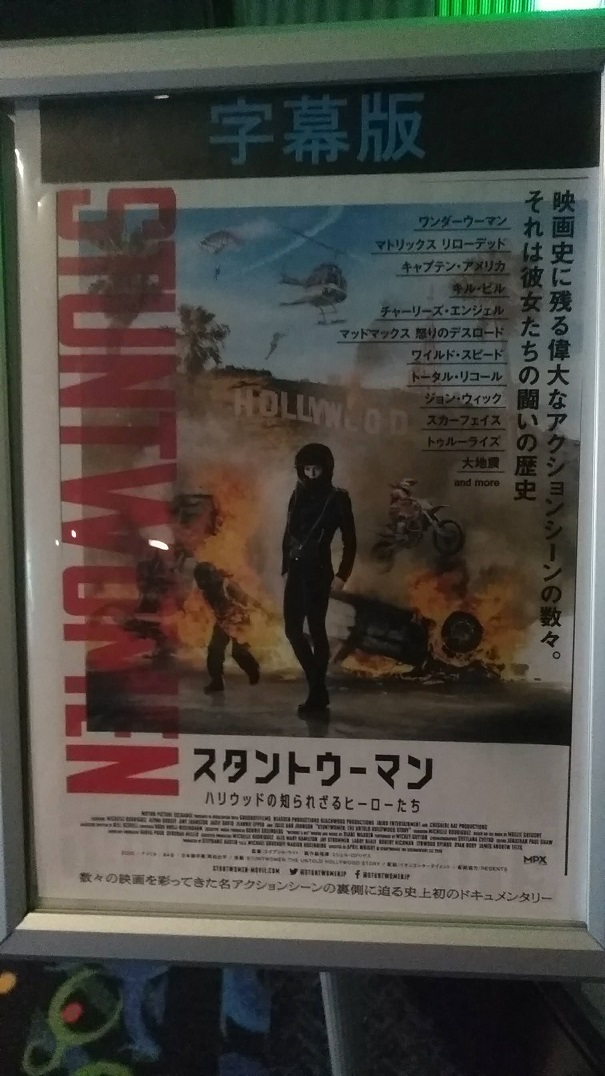 字幕版
STUNTWOMEN
映画史に残る偉大なアクションシーンの数々。
それは彼女たちの闘いの歴史
ワンダーウーマン
マトリックス リローデッド
キャプテン・アメリカ
キル・ビル
チャーリーズ・エンジェル
マッドマックス 怒りのデスロード
ワイルド・スピード
トータル・リコール
ジョン・ウィック
スカーフェイス
トゥルーライズ
大地震
and more
HOLLYWOOD
スタントウーマン
ハリウッドの知られざるヒーローたち
MPX
STUNTWOMEN-MOVIE.COM @STUNTWOMENJP @STUNTWOMENJP
数々の映画を彩ってきた名アクションシーンの裏側に迫る史上初のドキュメンタリー